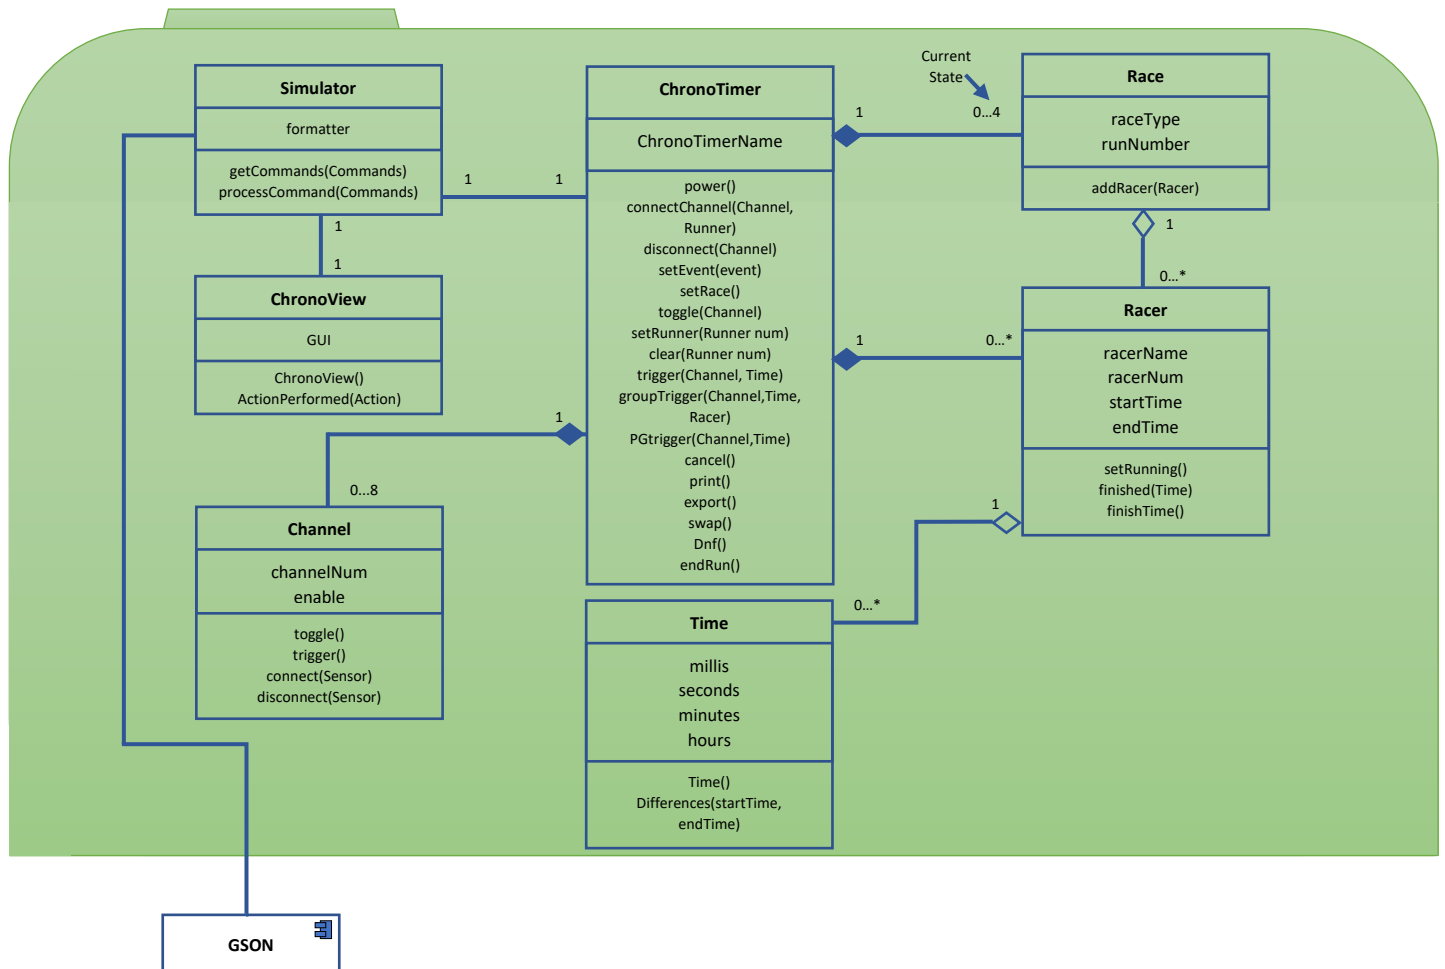 Simulator
formatter
getCommands(Commands)
processCommand(Commands)
1
1
ChronoView
GUI
ChronoView()
ActionPerformed(Action)
1
1
ChronoTimer
ChronoTimerName
power()
connectChannel(Channel,
Runner)
disconnect(Channel)
setEvent(event)
setRace()
toggle(Channel)
setRunner(Runner num)
clear(Runner num)
trigger(Channel, Time)
groupTrigger(Channel,Time,
Racer)
PGtrigger(Channel,Time)
cancel()
print()
export()
swap()
Dnf()
endRun()
1
Current
State
0...4
Race
raceType
runNumber
addRacer(Racer)
1
0...*
1
0...*
Racer
racerName
racerNum
startTime
endTime
setRunning()
finished(Time)
finishTime()
1
0...*
1
0...8
Channel
channelNum
enable
toggle()
trigger()
connect(Sensor)
disconnect(Sensor)
Time
millis
seconds
minutes
hours
Time()
Differences(startTime,
endTime)
GSON